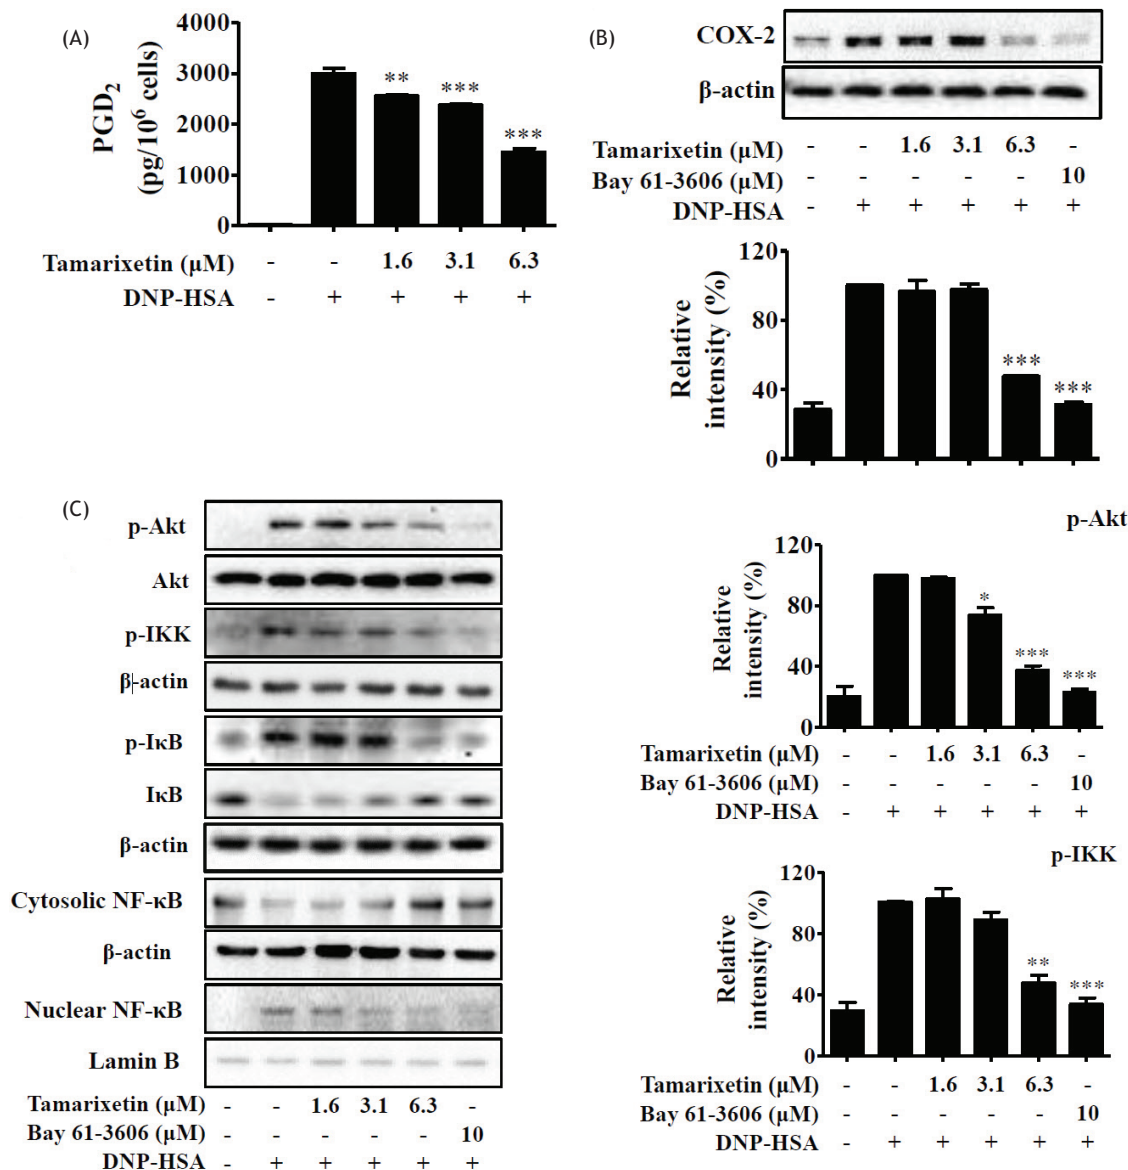 (A)
4000
3000
2000
1000
0
PGD2
(pg/10^6 cells)
** *** ***
Tamarixetin (μM) - - 1.6 3.1 6.3
DNP-HSA - + + + +
(B)
COX-2
β-actin
Tamarixetin (μM) - - 1.6 3.1 6.3 -
Bay 61-3606 (μM) - - - - - 10
DNP-HSA - + + + + +
120
80
40
0
Relative
intensity (%)
*** ***
(C)
p-Akt
Akt
p-IKK
β-actin
p-IκB
IκB
β-actin
Cytosolic NF-κB
β-actin
Nuclear NF-κB
Lamin B
Tamarixetin (μM) - - 1.6 3.1 6.3 -
Bay 61-3606 (μM) - - - - - 10
DNP-HSA - + + + + +
p-Akt
120
80
40
0
Relative
intensity (%)
* *** ***
Tamarixetin (μM) - - 1.6 3.1 6.3 -
Bay 61-3606 (μM) - - - - - 10
DNP-HSA - + + + + +
p-IKK
120
80
40
0
Relative
intensity (%)
** ***
Tamarixetin (μM) - - 1.6 3.1 6.3 -
Bay 61-3606 (μM) - - - - - 10
DNP-HSA - + + + + +